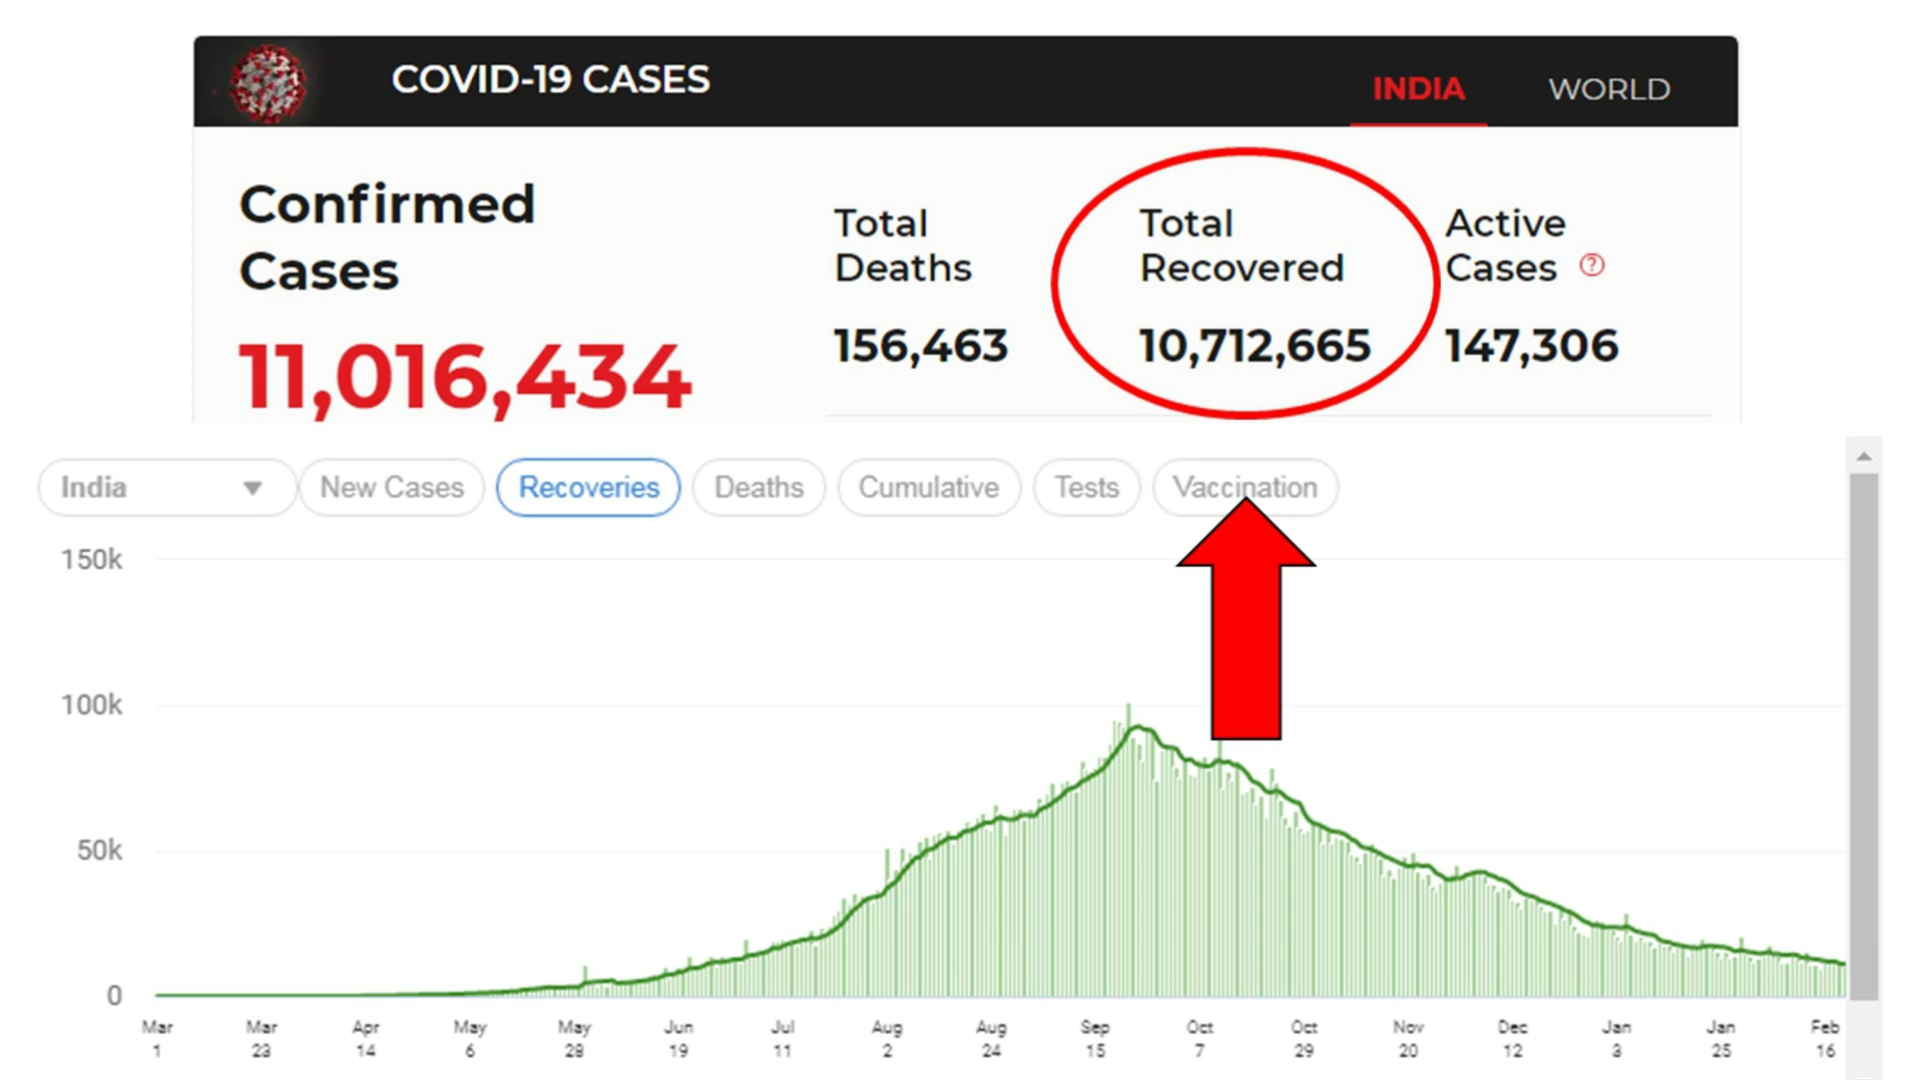 COVID-19 CASES
INDIA WORLD
Confirmed
Cases
11,016,434
Total
Deaths
156,463
Total
Recovered
10,712,665
Active
Cases ?
147,306
India New Cases Recoveries Deaths Cumulative Tests Vaccination
150k
100k
50k
0
Mar Mar Apr May May Jun Jul Aug Aug Sep Oct Oct Nov Dec Jan Jan Feb
1 23 14 6 28 19 11 2 24 15 7 29 20 12 3 25 16